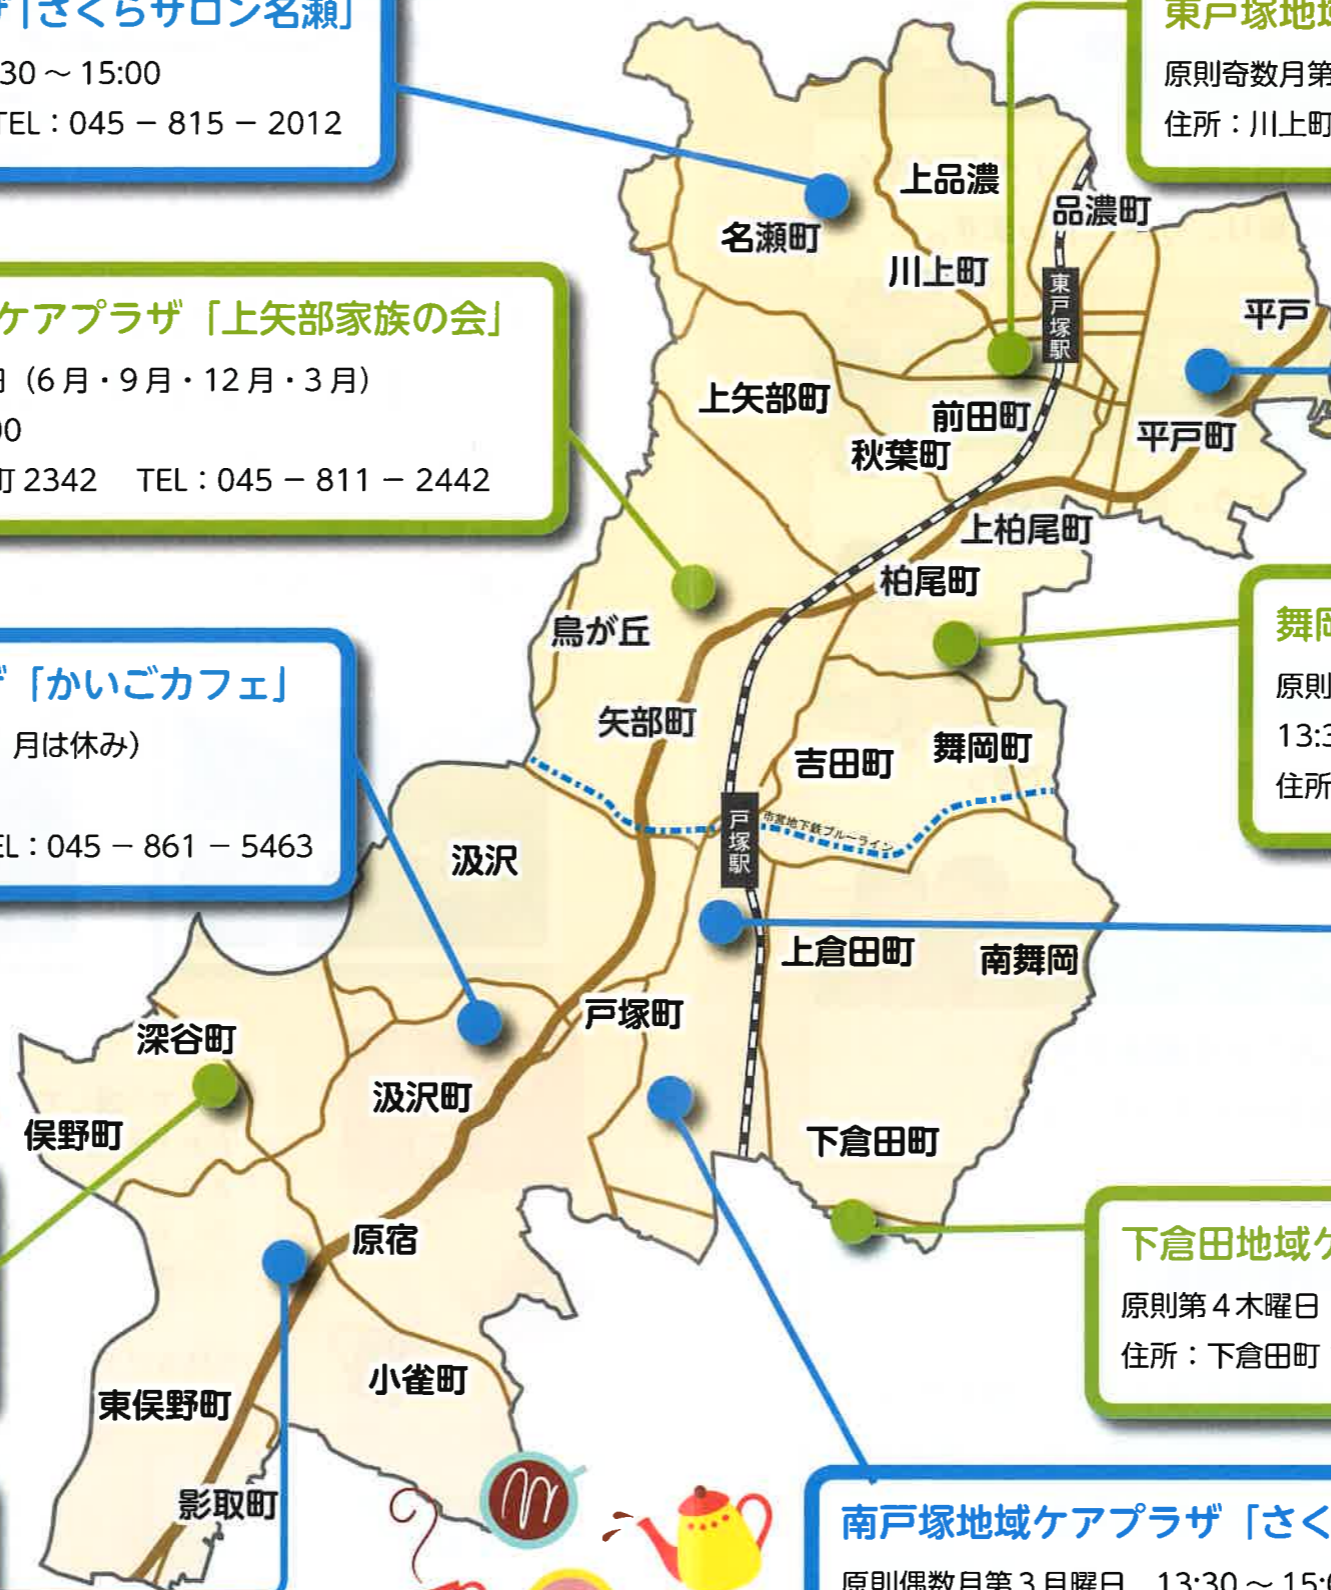 ザ「さくらサロン名瀬」
30 ～ 15:00
TEL：045 － 815 － 2012
東戸塚地域
原則奇数月第
住所：川上町
上品濃
品濃町
名瀬町
川上町
東戸塚駅
平戸
ケアプラザ「上矢部家族の会」
日（6 月・9 月・12 月・3 月）
00
町 2342　TEL：045 － 811 － 2442
上矢部町
前田町
秋葉町
平戸町
上柏尾町
柏尾町
鳥が丘
矢部町
吉田町
舞岡町
舞岡
原則
13:3
住所
ザ「かいごカフェ」
月は休み）
EL：045 － 861 － 5463
戸塚駅
市営地下鉄ブルーライン
汲沢
上倉田町
南舞岡
戸塚町
深谷町
汲沢町
俣野町
下倉田町
原宿
下倉田地域ケ
原則第４木曜日
住所：下倉田町
小雀町
東俣野町
影取町
南戸塚地域ケアプラザ「さく
原則偶数月第３月曜日　13:30 ～ 15:0